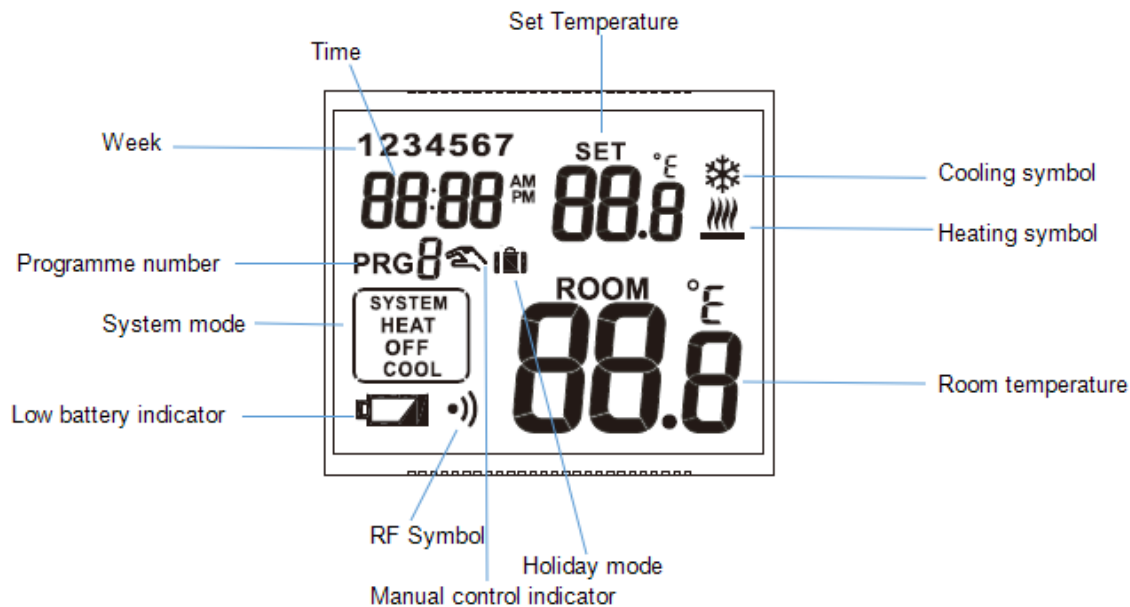 Set Temperature
Time
Week
1234567
SET
°E
88:88 AM PM
88.8
Cooling symbol
Heating symbol
Programme number
PRG8
ROOM
°E
System mode
SYSTEM
HEAT
OFF
COOL
88.8
Room temperature
Low battery indicator
RF Symbol
Holiday mode
Manual control indicator